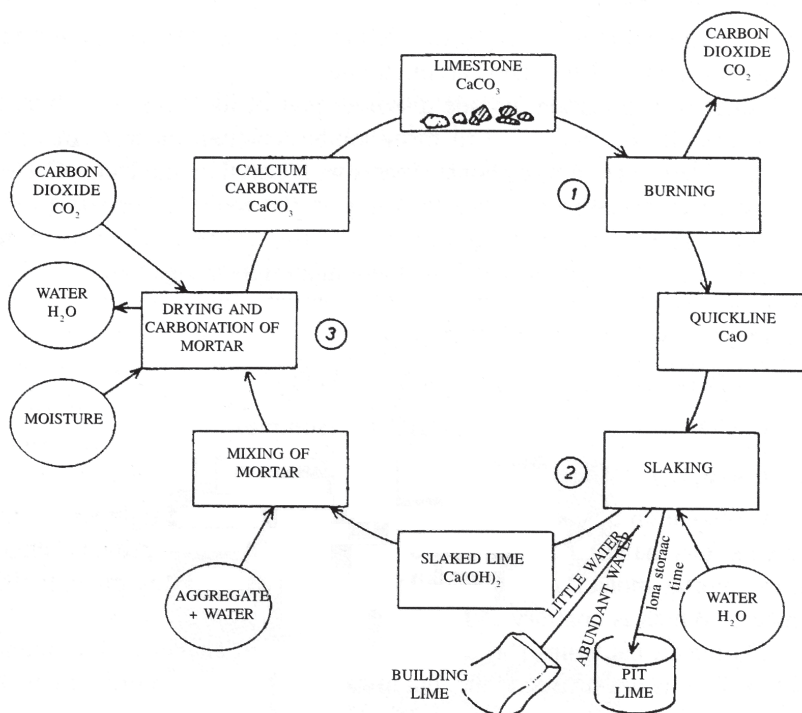 CARBON
DIOXIDE
CO₂
LIMESTONE
CaCO₃
CARBON
DIOXIDE
CO₂
CALCIUM
CARBONATE
CaCO₃
1
BURNING
WATER
H₂O
DRYING AND
CARBONATION OF
MORTAR
3
QUICKLINE
CaO
MOISTURE
MIXING OF
MORTAR
2
SLAKING
SLAKED LIME
Ca(OH)₂
LITTLE WATER
ABUNDANT WATER
lona storaac
time
AGGREGATE
+ WATER
WATER
H₂O
BUILDING
LIME
PIT
LIME